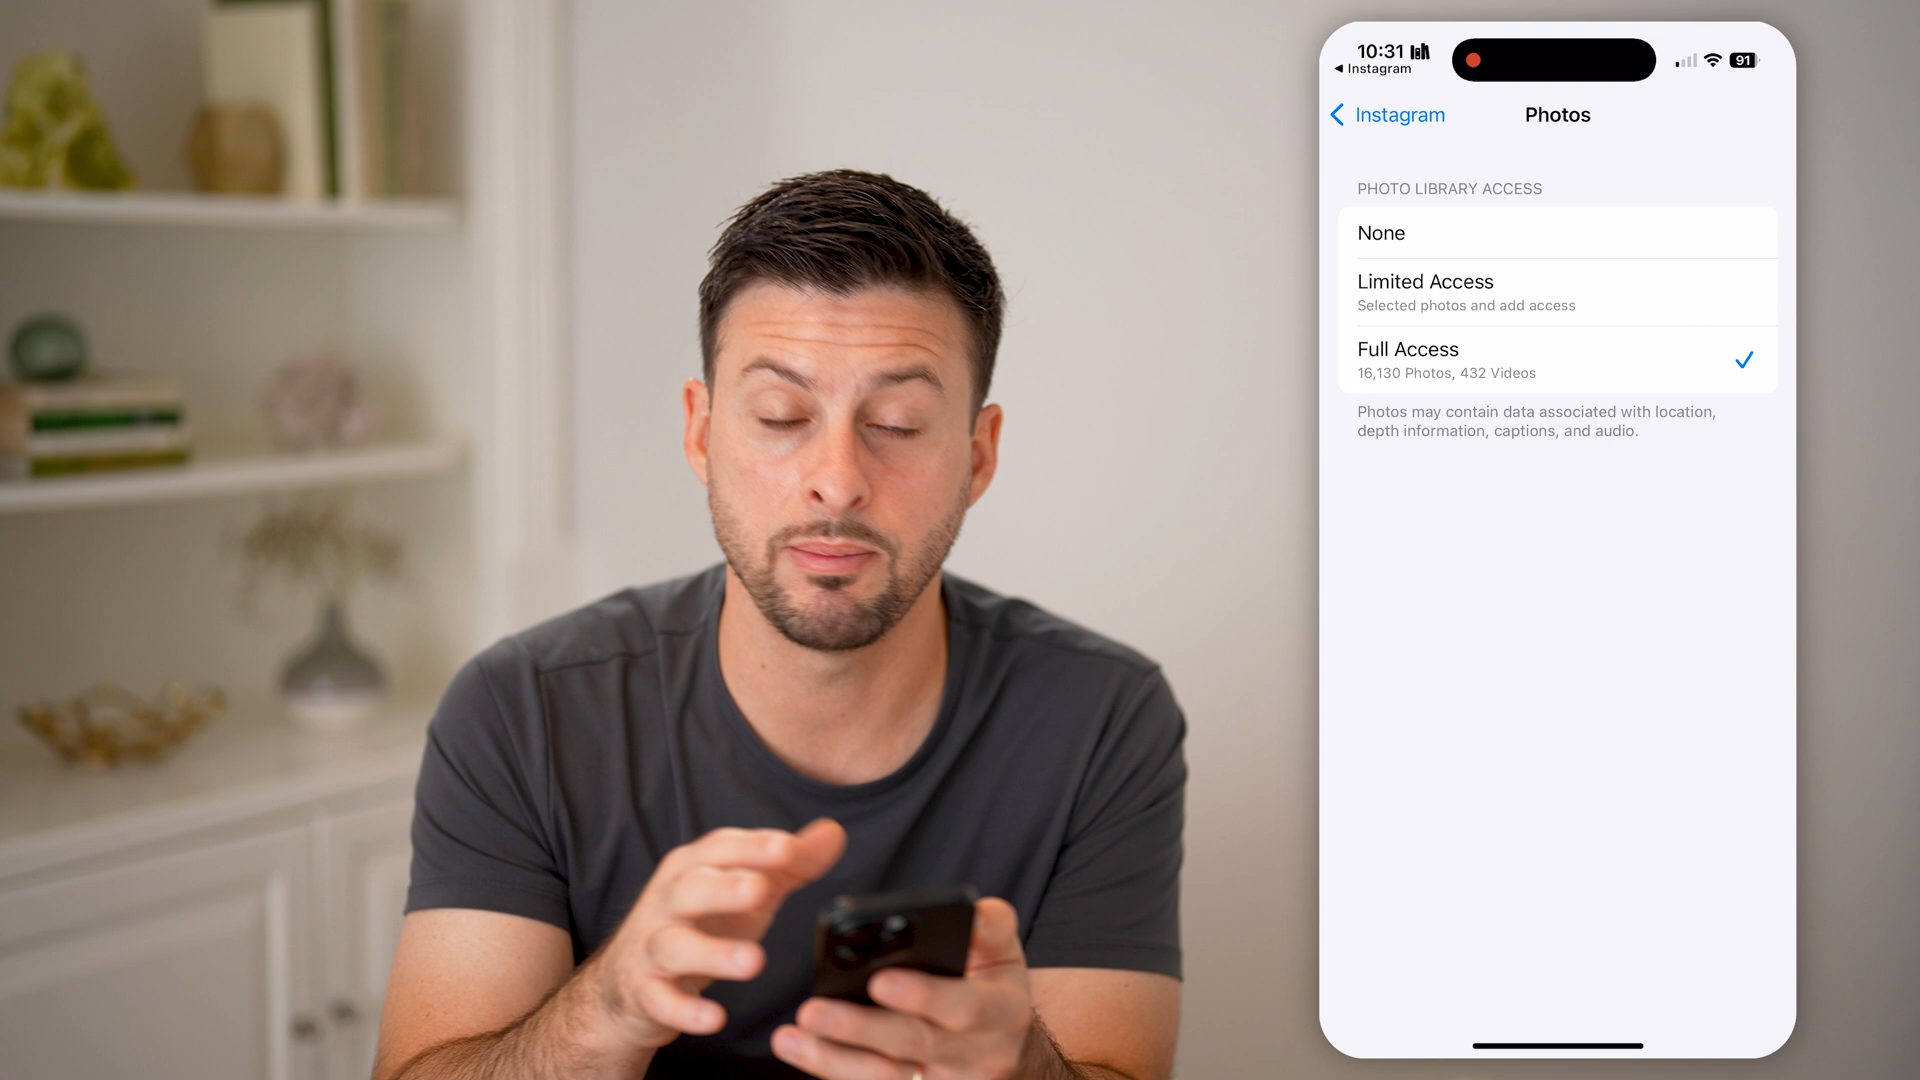 10:31
◀ Instagram
91
Instagram
Photos
PHOTO LIBRARY ACCESS
None
Limited Access
Selected photos and add access
Full Access
16,130 Photos, 432 Videos
Photos may contain data associated with location,
depth information, captions, and audio.